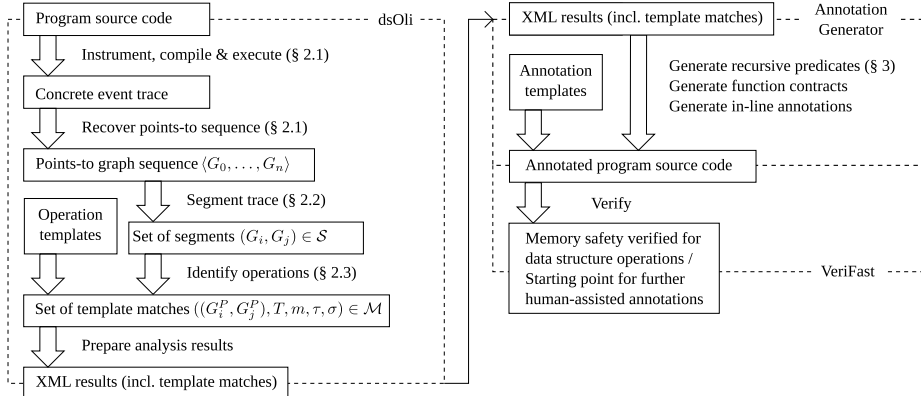 Program source code
dsOli
Instrument, compile & execute (§ 2.1)
Concrete event trace
Recover points-to sequence (§ 2.1)
Points-to graph sequence ⟨G₀, . . . , Gₙ⟩
Segment trace (§ 2.2)
Operation
templates
Set of segments (Gᵢ, Gⱼ) ∈ 𝒮
Identify operations (§ 2.3)
Set of template matches ((Gᵢᴾ, Gⱼᴾ), T, m, τ, σ) ∈ ℳ
Prepare analysis results
XML results (incl. template matches)
XML results (incl. template matches)
Annotation
Generator
Annotation
templates
Generate recursive predicates (§ 3)
Generate function contracts
Generate in-line annotations
Annotated program source code
Verify
Memory safety verified for
data structure operations /
Starting point for further
human-assisted annotations
VeriFast